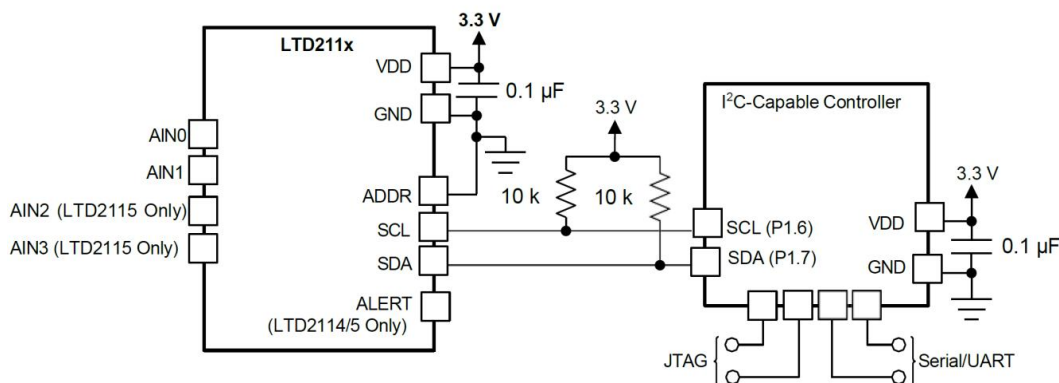 3.3 V
LTD211x
VDD
0.1 µF
GND
3.3 V
I²C-Capable Controller
AIN0
AIN1
3.3 V
ADDR
10 k
10 k
AIN2 (LTD2115 Only)
SCL
SCL (P1.6)
VDD
AIN3 (LTD2115 Only)
SDA
SDA (P1.7)
0.1 µF
GND
ALERT
(LTD2114/5 Only)
JTAG
Serial/UART